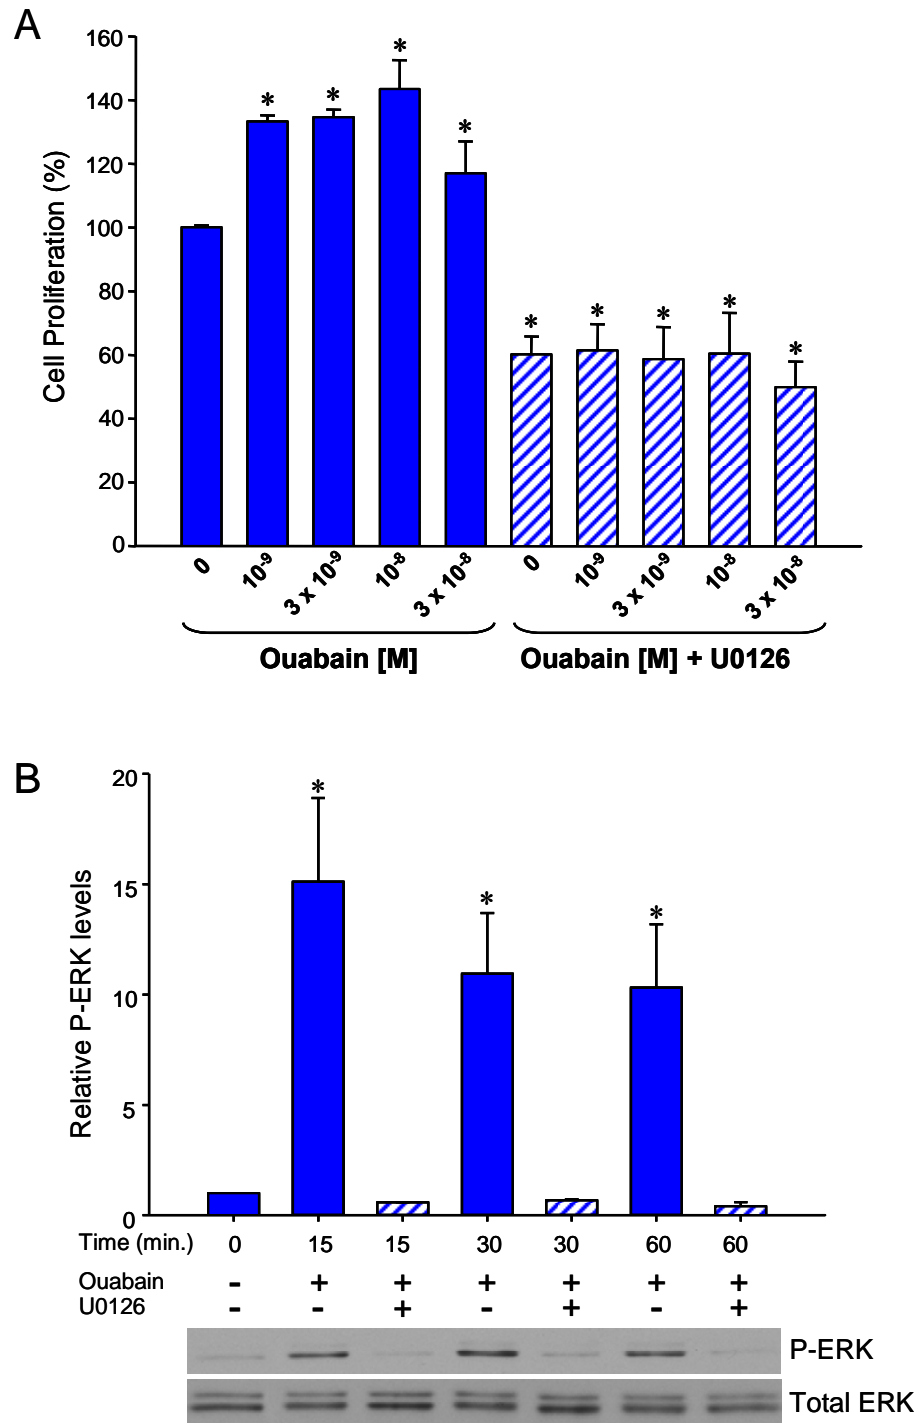 A
160
140
120
100
80
60
40
20
0
Cell Proliferation (%)
* * * * * * * * *
0 10⁻⁹ 3 x 10⁻⁹ 10⁻⁸ 3 x 10⁻⁸ 0 10⁻⁹ 3 x 10⁻⁹ 10⁻⁸ 3 x 10⁻⁸
Ouabain [M] Ouabain [M] + U0126
B
20
15
10
5
0
Relative P-ERK levels
* * *
Time (min.) 0 15 15 30 30 60 60
Ouabain - + + + + + +
U0126 - - + - + - +
P-ERK
Total ERK